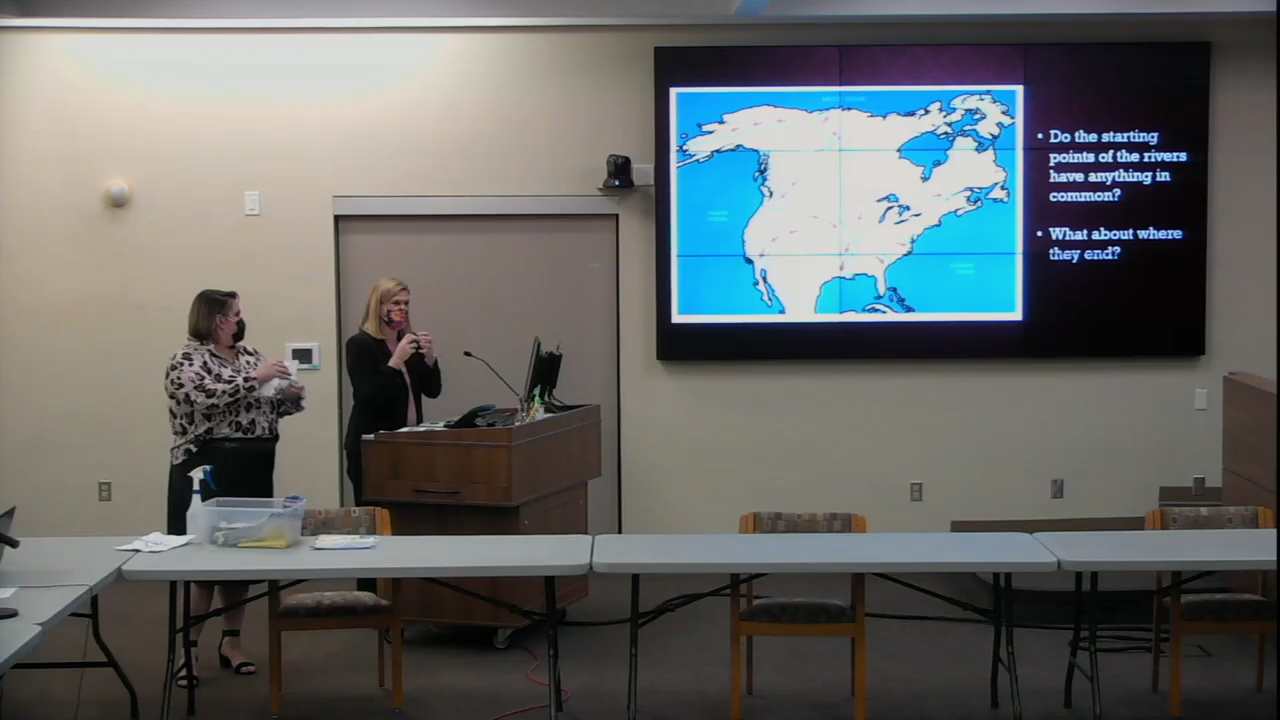 • Do the starting
points of the rivers
have anything in
common?
• What about where
they end?